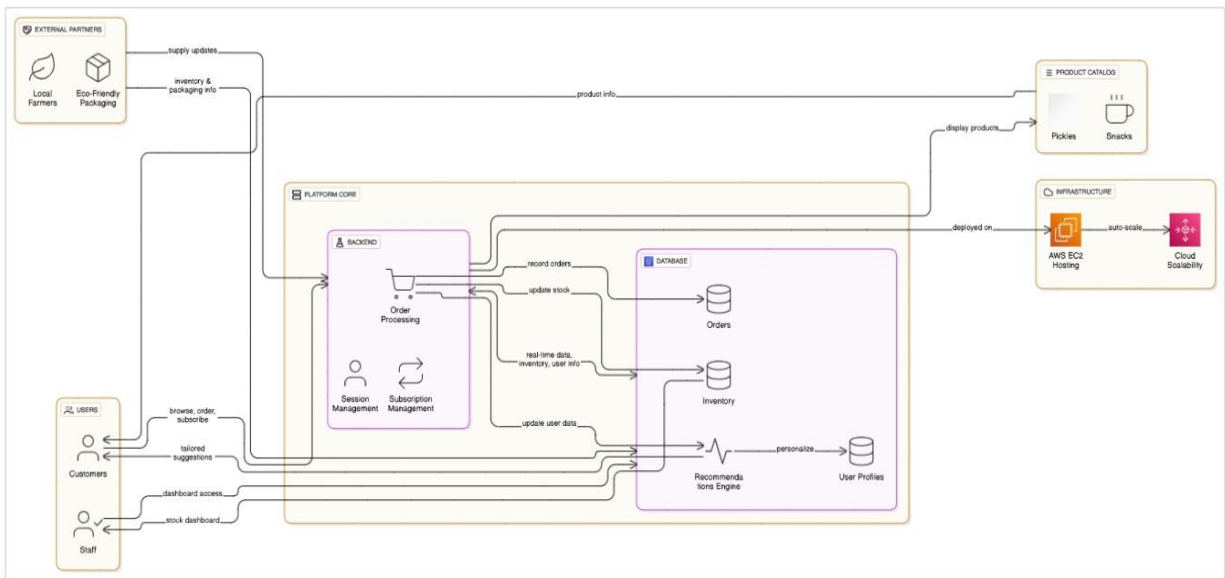 EXTERNAL PARTNERS
Local
Farmers
Eco-Friendly
Packaging
supply updates
inventory &
packaging info
product info
display products
PRODUCT CATALOG
Pickles
Snacks
INFRASTRUCTURE
AWS EC2
Hosting
auto-scale
Cloud
Scalability
deployed on
PLATFORM CORE
BACKEND
Order
Processing
Session
Management
Subscription
Management
record orders
update stock
real-time data,
inventory, user info
update user data
DATABASE
Orders
Inventory
Recommenda
tions Engine
personalize
User Profiles
USERS
Customers
Staff
browse, order,
subscribe
tailored
suggestions
dashboard access
stock dashboard